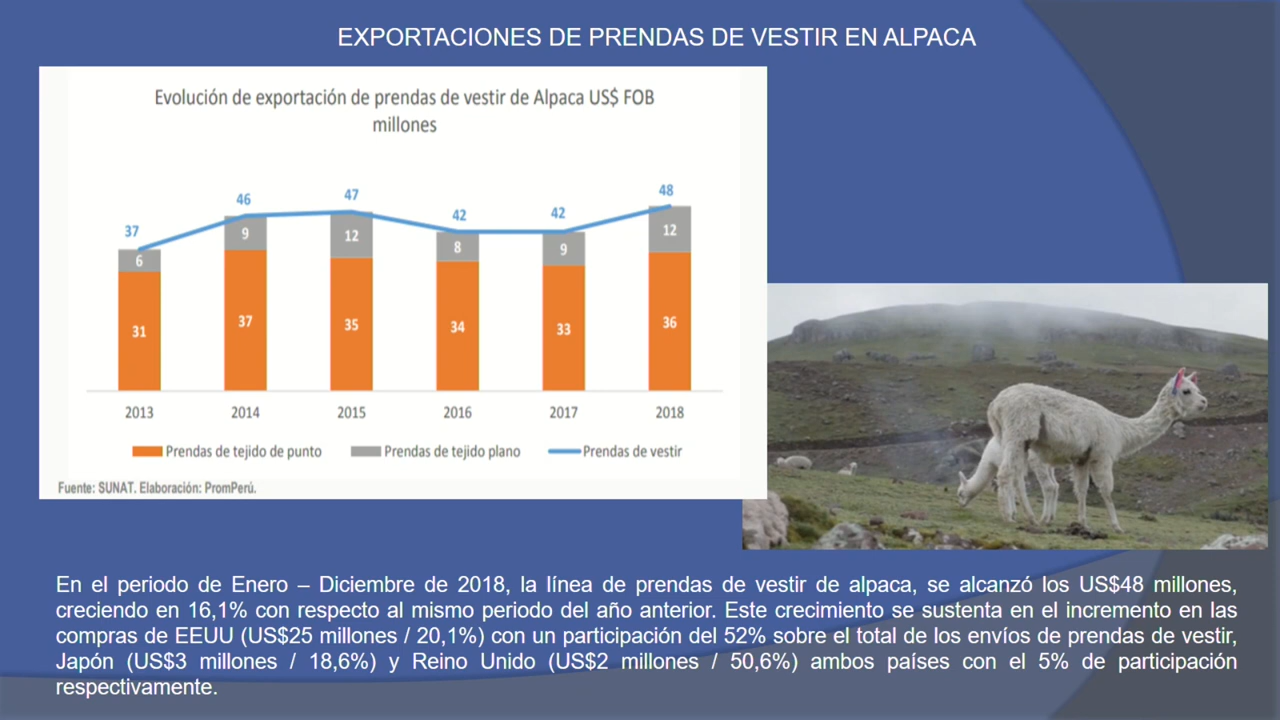 EXPORTACIONES DE PRENDAS DE VESTIR EN ALPACA
Evolución de exportación de prendas de vestir de Alpaca US$ FOB
millones
37
46
47
42
42
48
6
9
12
8
9
12
31
37
35
34
33
36
2013
2014
2015
2016
2017
2018
Prendas de tejido de punto
Prendas de tejido plano
Prendas de vestir
Fuente: SUNAT. Elaboración: PromPerú.
En el periodo de Enero – Diciembre de 2018, la línea de prendas de vestir de alpaca, se alcanzó los US$48 millones,
creciendo en 16,1% con respecto al mismo periodo del año anterior. Este crecimiento se sustenta en el incremento en las
compras de EEUU (US$25 millones / 20,1%) con un participación del 52% sobre el total de los envíos de prendas de vestir,
Japón (US$3 millones / 18,6%) y Reino Unido (US$2 millones / 50,6%) ambos países con el 5% de participación
respectivamente.